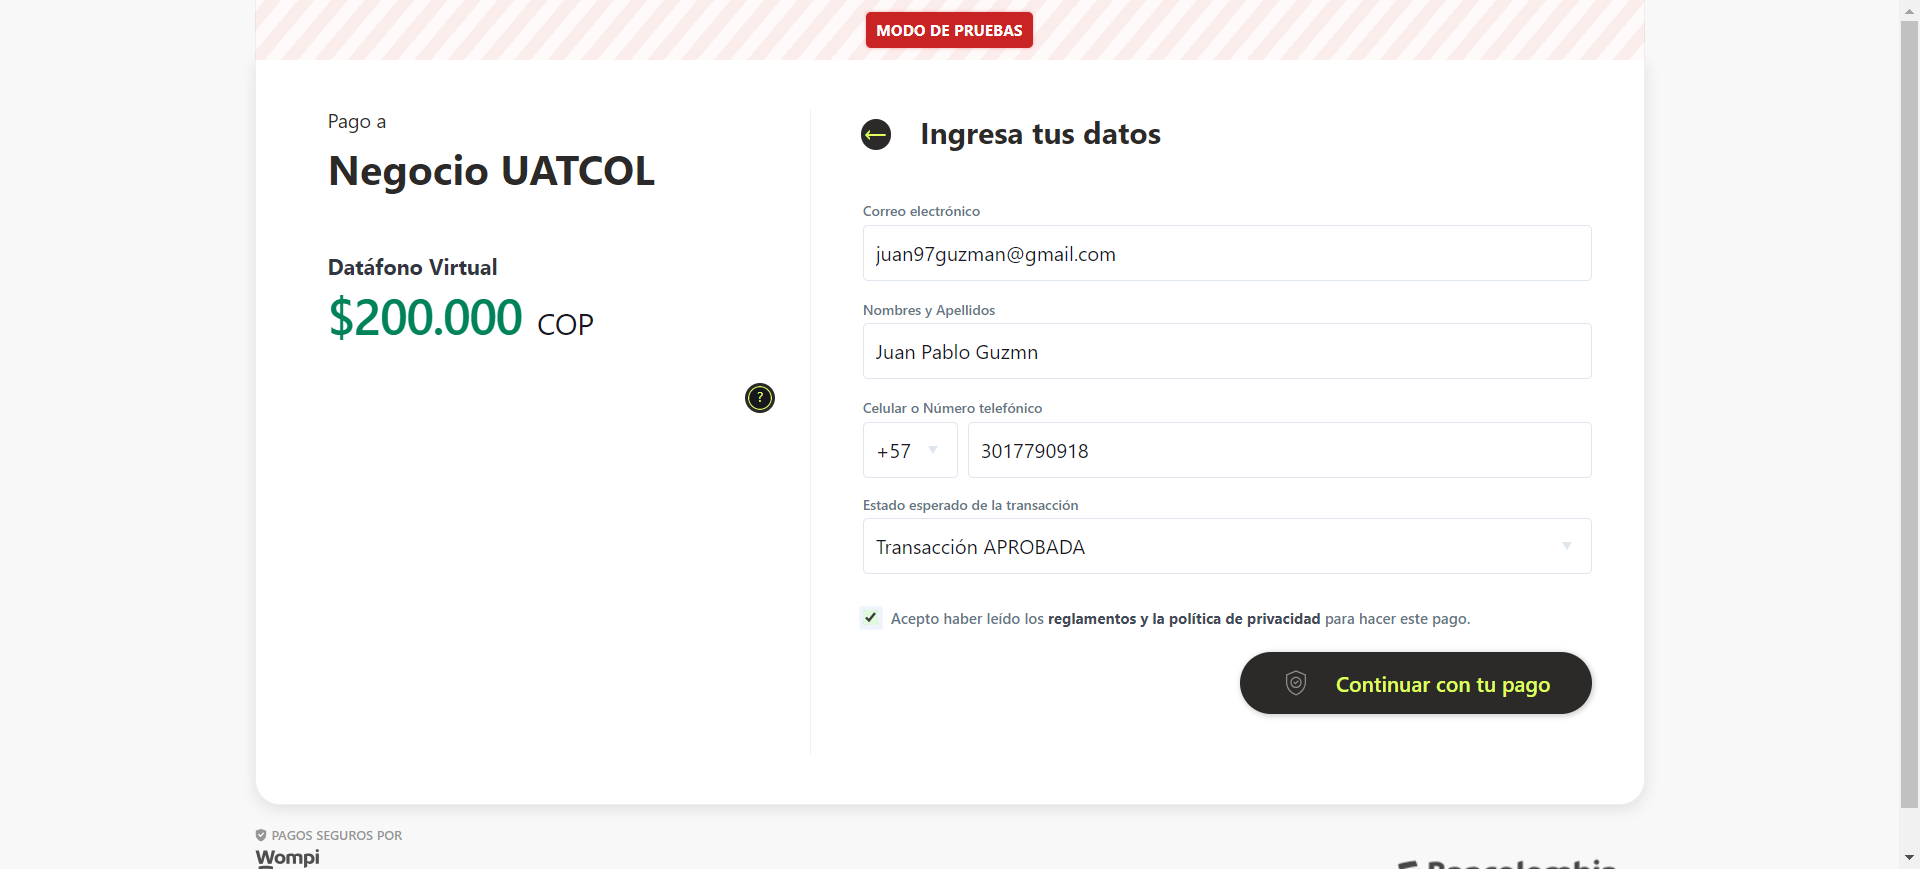 MODO DE PRUEBAS
Pago a
Negocio UATCOL
Datáfono Virtual
$200.000 COP
?
Ingresa tus datos
Correo electrónico
juan97guzman@gmail.com
Nombres y Apellidos
Juan Pablo Guzmn
Celular o Número telefónico
+57 3017790918
Estado esperado de la transacción
Transacción APROBADA
Acepto haber leído los reglamentos y la política de privacidad para hacer este pago.
Continuar con tu pago
PAGOS SEGUROS POR
Wompi
Bancolombia